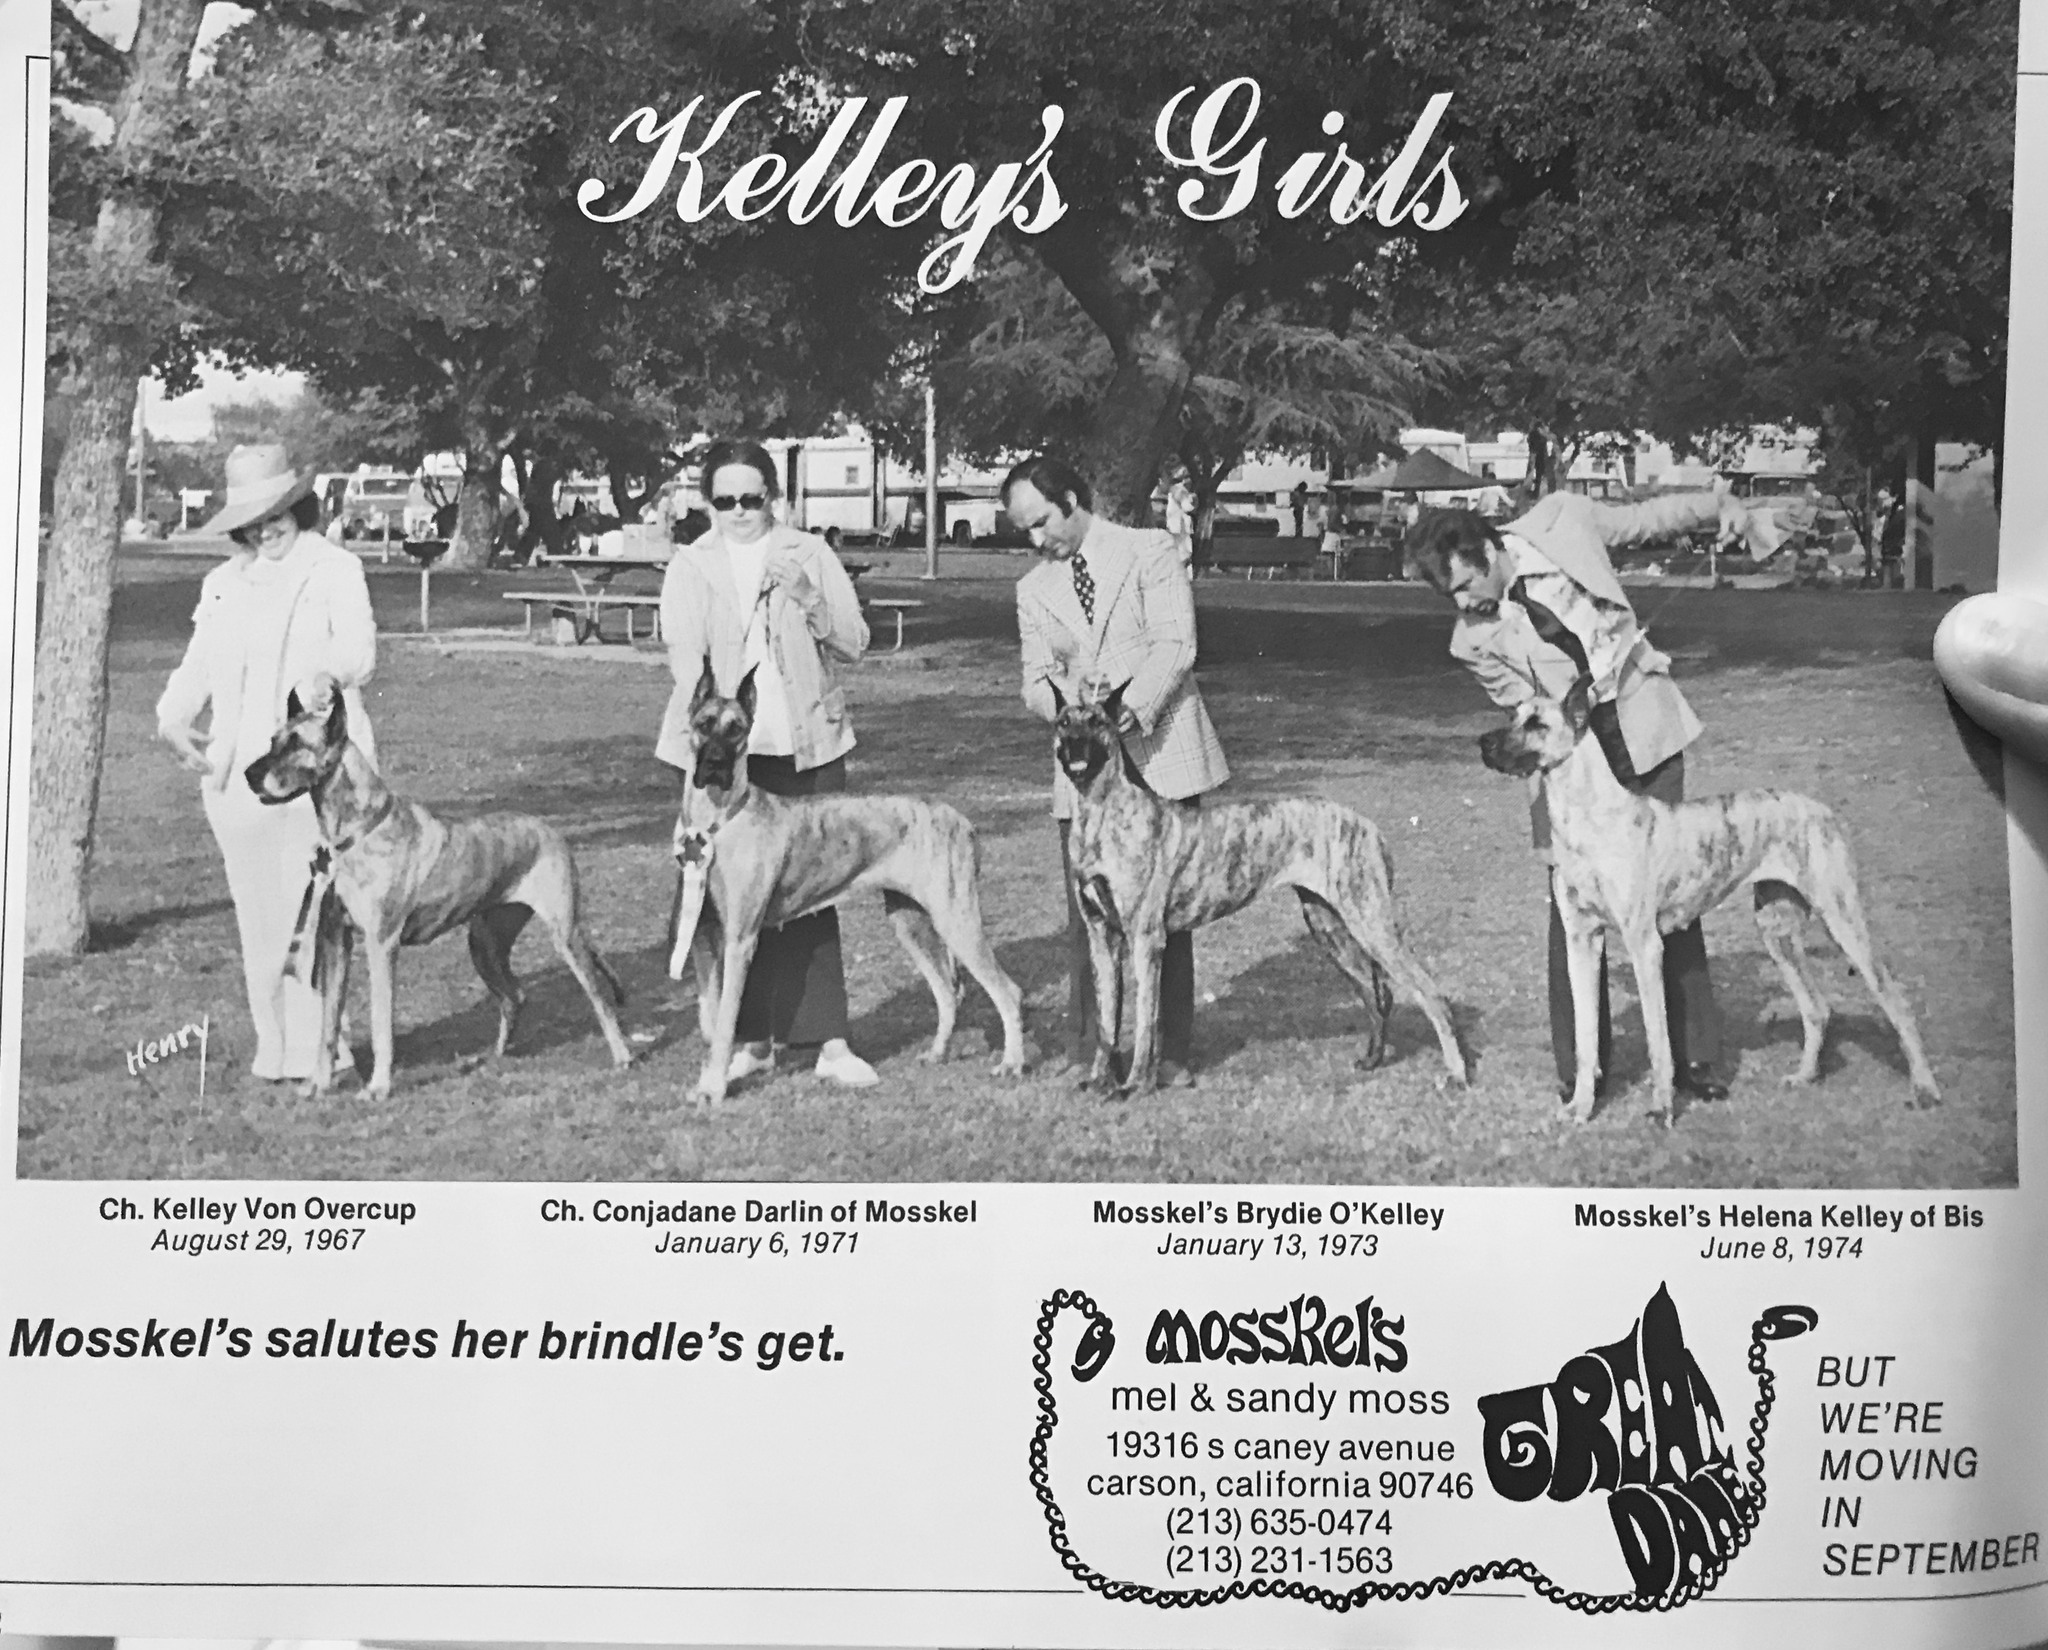 Kelley's Girls
Henry
Ch. Kelley Von Overcup
August 29, 1967
Ch. Conjadane Darlin of Mosskel
January 6, 1971
Mosskel's Brydie O'Kelley
January 13, 1973
Mosskel's Helena Kelley of Bis
June 8, 1974
Mosskel's salutes her brindle's get.
mosskel's
mel & sandy moss
19316 s caney avenue
carson, california 90746
(213) 635-0474
(213) 231-1563
GREAT
DANES
BUT
WE'RE
MOVING
IN
SEPTEMBER